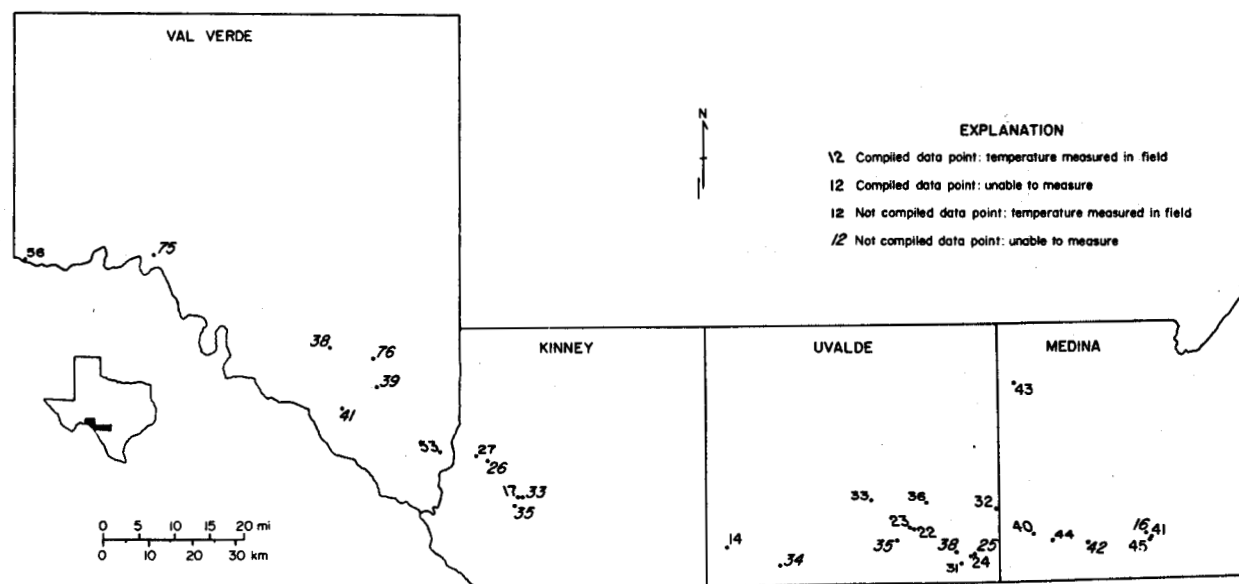 VAL VERDE
N
EXPLANATION
12 Compiled data point: temperature measured in field
12 Compiled data point: unable to measure
12 Not compiled data point: temperature measured in field
12 Not compiled data point: unable to measure
56
75
38
76
39
41
53
0 5 10 15 20 mi
0 10 20 30 km
KINNEY
27
26
17 33
35
UVALDE
33
36
32
23
22
35
38
25
24
31
14
34
MEDINA
43
40
44
42
16
41
45